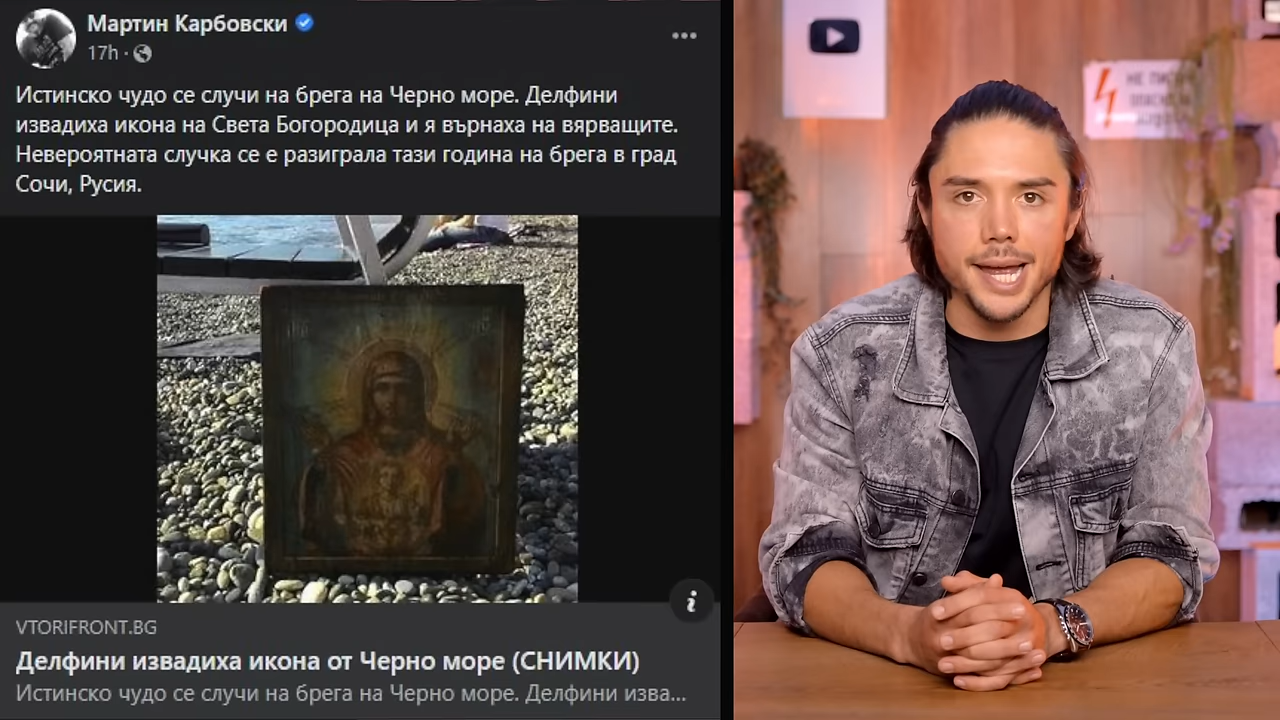 Мартин Карбовски
17h
Истинско чудо се случи на брега на Черно море. Делфини
извадиха икона на Света Богородица и я върнаха на вярващите.
Невероятната случка се е разиграла тази година на брега в град
Сочи, Русия.
VTORIFRONT.BG
Делфини извадиха икона от Черно море (СНИМКИ)
Истинско чудо се случи на брега на Черно море. Делфини изва...
НЕ